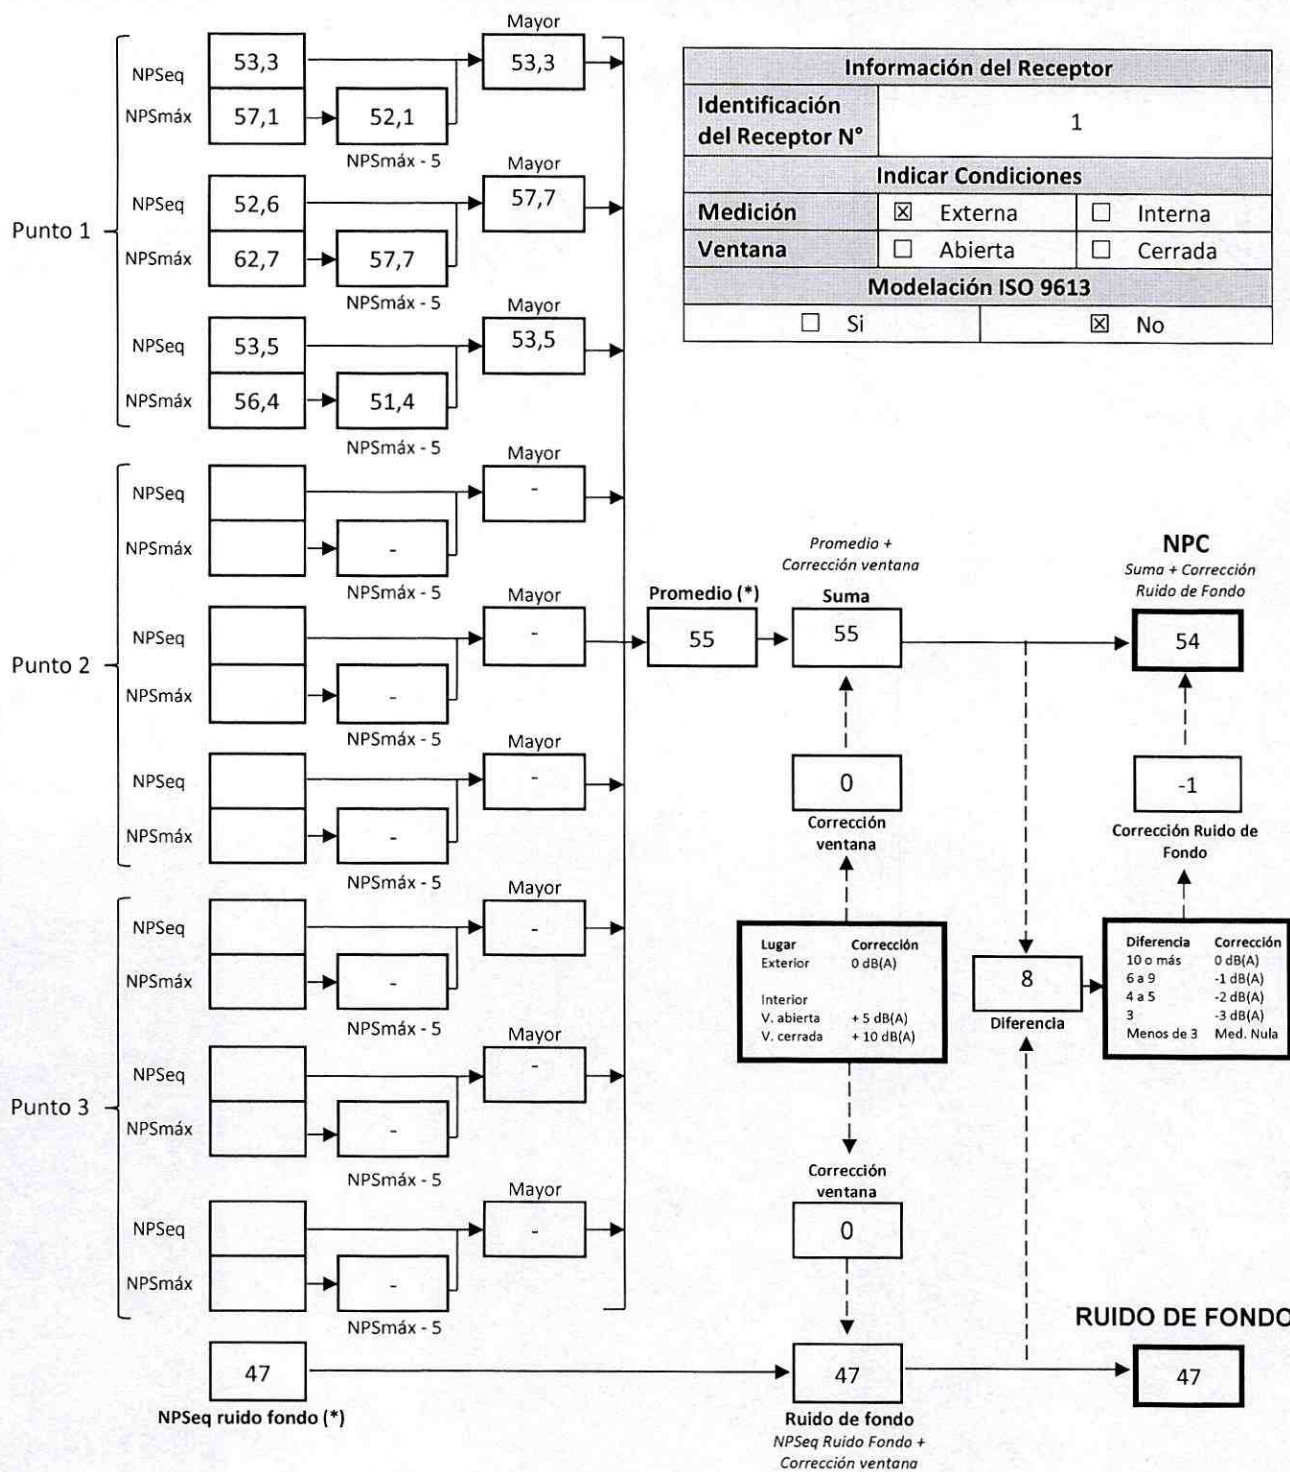 Mayor
NPSeq 53,3 53,3
NPSmáx 57,1 52,1
NPSmáx - 5
Mayor
NPSeq 52,6 57,7
Punto 1
NPSmáx 62,7 57,7
NPSmáx - 5
Mayor
NPSeq 53,5 53,5
NPSmáx 56,4 51,4
NPSmáx - 5
Información del Receptor
Identificación
del Receptor N° 1
Indicar Condiciones
Medición ☒ Externa ☐ Interna
Ventana ☐ Abierta ☐ Cerrada
Modelación ISO 9613
☐ Si ☒ No
Mayor
NPSeq -
NPSmáx -
NPSmáx - 5
Mayor
NPSeq -
Punto 2
NPSmáx -
NPSmáx - 5
Mayor
NPSeq -
NPSmáx -
NPSmáx - 5
Mayor
NPSeq -
NPSmáx -
NPSmáx - 5
Mayor
NPSeq -
Punto 3
NPSmáx -
NPSmáx - 5
Mayor
NPSeq -
NPSmáx -
NPSmáx - 5
47
NPSeq ruido fondo (*)
Promedio (*)
55
Promedio +
Corrección ventana
Suma
55
0
Corrección
ventana
Lugar Corrección
Exterior 0 dB(A)
Interior
V. abierta + 5 dB(A)
V. cerrada + 10 dB(A)
Corrección
ventana
0
47
Ruido de fondo
NPSeq Ruido Fondo +
Corrección ventana
8
Diferencia
NPC
Suma + Corrección
Ruido de Fondo
54
-1
Corrección Ruido de
Fondo
Diferencia Corrección
10 o más 0 dB(A)
6 a 9 -1 dB(A)
4 a 5 -2 dB(A)
3 -3 dB(A)
Menos de 3 Med. Nula
RUIDO DE FONDO
47